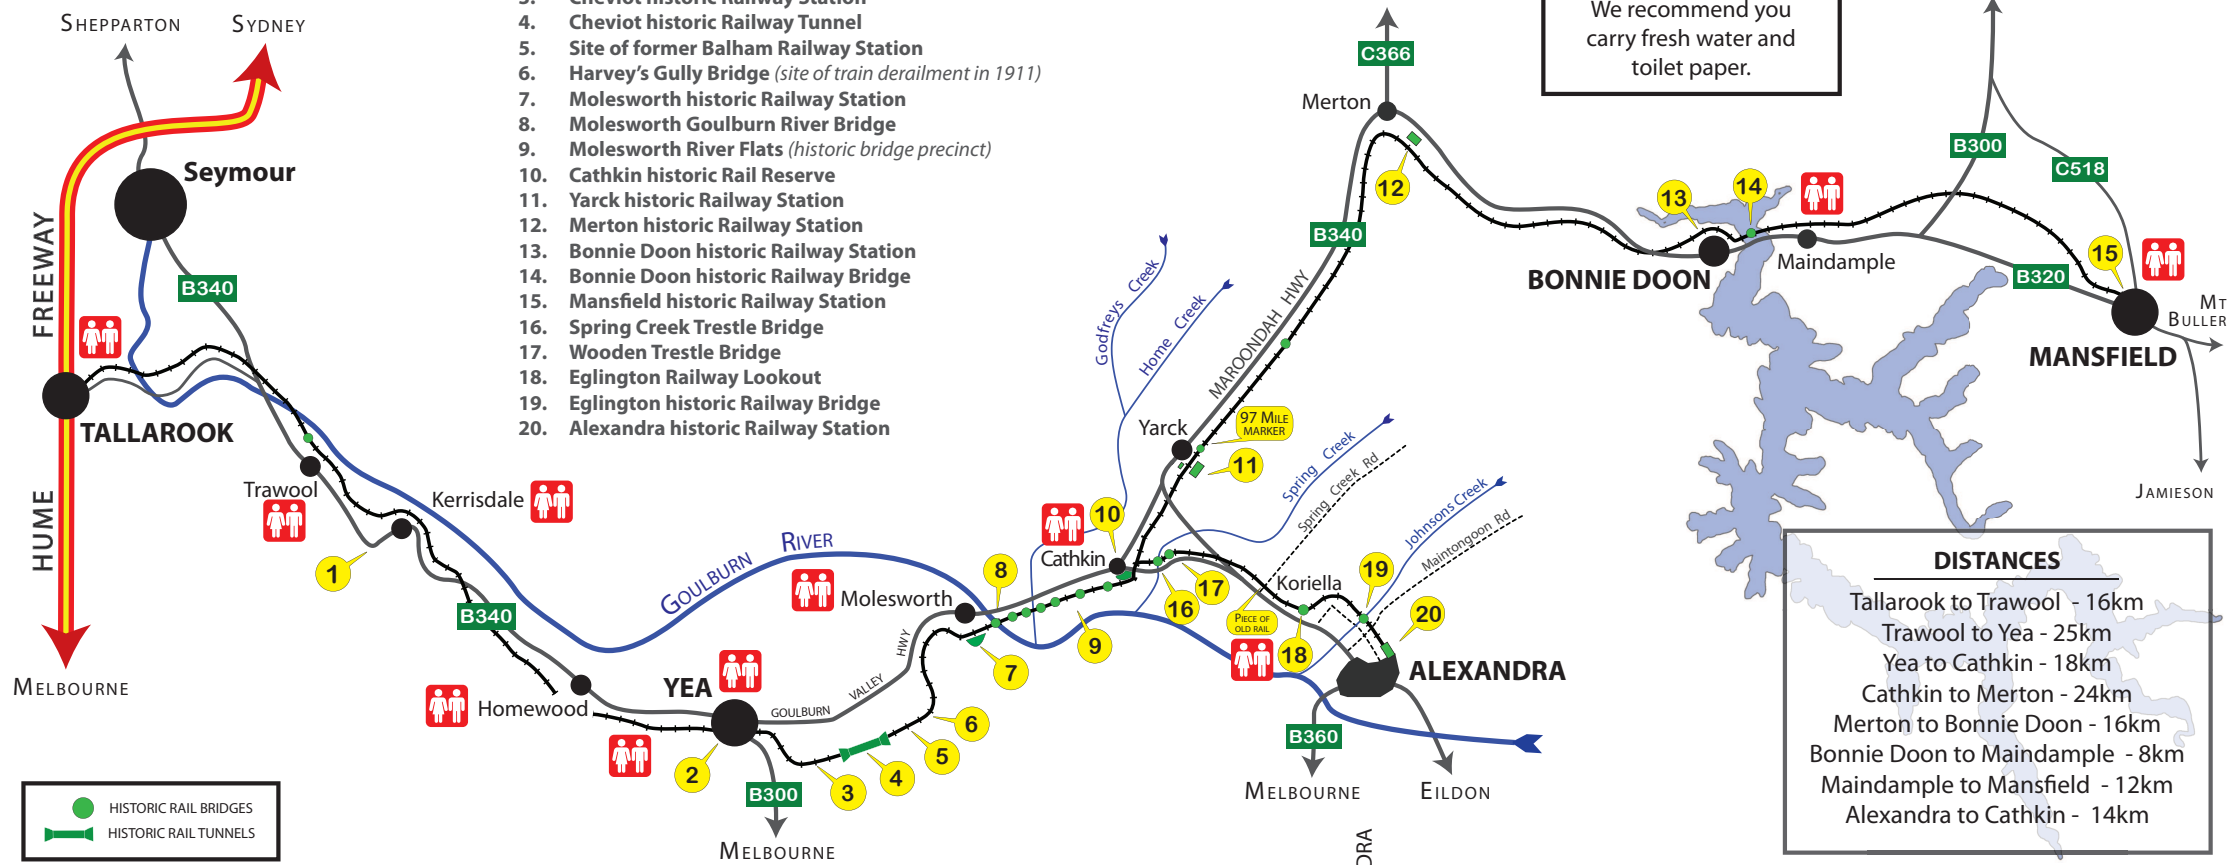 SHEPPARTON
SYDNEY
3. Cheviot historic Railway Station
4. Cheviot historic Railway Tunnel
5. Site of former Balham Railway Station
6. Harvey's Gully Bridge (site of train derailment in 1911)
7. Molesworth historic Railway Station
8. Molesworth Goulburn River Bridge
9. Molesworth River Flats (historic bridge precinct)
10. Cathkin historic Rail Reserve
11. Yarck historic Railway Station
12. Merton historic Railway Station
13. Bonnie Doon historic Railway Station
14. Bonnie Doon historic Railway Bridge
15. Mansfield historic Railway Station
16. Spring Creek Trestle Bridge
17. Wooden Trestle Bridge
18. Eglington Railway Lookout
19. Eglington historic Railway Bridge
20. Alexandra historic Railway Station
We recommend you
carry fresh water and
toilet paper.
C366
Merton
12
B300
C518
13
14
15
BONNIE DOON
Maindample
B320
MT
BULLER
MANSFIELD
JAMIESON
Seymour
FREEWAY
HUME
B340
TALLAROOK
Trawool
1
Kerrisdale
B340
MELBOURNE
Homewood
YEA
2
B300
MELBOURNE
GOULBURN
VALLEY
HWY
3
4
5
6
7
8
9
GOULBURN RIVER
Molesworth
Cathkin
10
Godfreys Creek
Home Creek
B340
MAROONDAH HWY
Yarck
97 MILE
MARKER
11
Spring Creek
Spring Creek Rd
Johnsons Creek
Maintongoon Rd
16
17
PIECE OF
OLD RAIL
Koriella
18
19
20
ALEXANDRA
B360
MELBOURNE
EILDON
DRA
HISTORIC RAIL BRIDGES
HISTORIC RAIL TUNNELS
DISTANCES
Tallarook to Trawool - 16km
Trawool to Yea - 25km
Yea to Cathkin - 18km
Cathkin to Merton - 24km
Merton to Bonnie Doon - 16km
Bonnie Doon to Maindample - 8km
Maindample to Mansfield - 12km
Alexandra to Cathkin - 14km